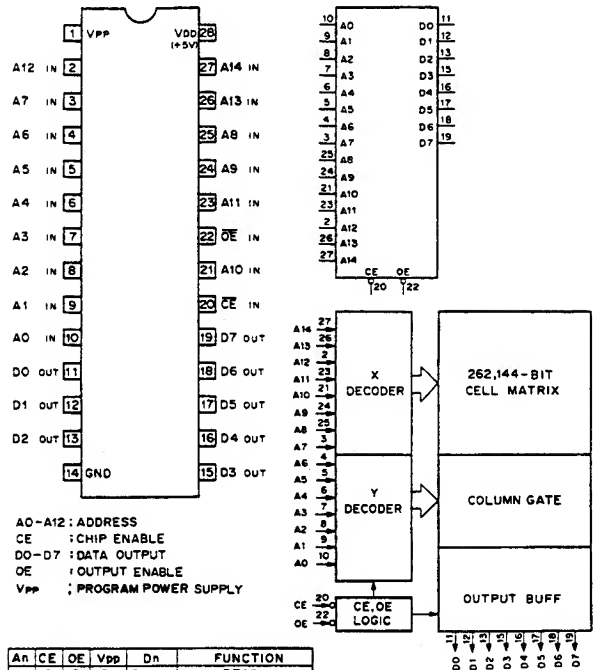 1 VPP VDD 28
(+5V)
A12 IN 2 27 A14 IN
A7 IN 3 26 A13 IN
A6 IN 4 25 A8 IN
A5 IN 5 24 A9 IN
A4 IN 6 23 A11 IN
A3 IN 7 22 OE IN
A2 IN 8 21 A10 IN
A1 IN 9 20 CE IN
A0 IN 10 19 D7 OUT
D0 OUT 11 18 D6 OUT
D1 OUT 12 17 D5 OUT
D2 OUT 13 16 D4 OUT
14 GND 15 D3 OUT
A0-A12 ; ADDRESS
CE ; CHIP ENABLE
D0-D7 ; DATA OUTPUT
OE ; OUTPUT ENABLE
VPP ; PROGRAM POWER SUPPLY
An CE OE Vpp Dn FUNCTION
10 A0 D0 11
9 A1 D1 12
8 A2 D2 13
7 A3 D3 15
6 A4 D4 16
5 A5 D5 17
4 A6 D6 18
3 A7 D7 19
25 A8
24 A9
21 A10
23 A11
2 A12
26 A13
27 A14
CE OE
20 22
A14 27
A13 26
A12 2
A11 23
A10 21
A9 24
A8 25
A7 3
A6 4
A5 5
A4 6
A3 7
A2 8
A1 9
A0 10
X
DECODER
262,144-BIT
CELL MATRIX
Y
DECODER
COLUMN GATE
CE 20
OE 22
CE, OE
LOGIC
OUTPUT BUFF
11 12 13 15 16 17 18 19
D0 D1 D2 D3 D4 D5 D6 D7